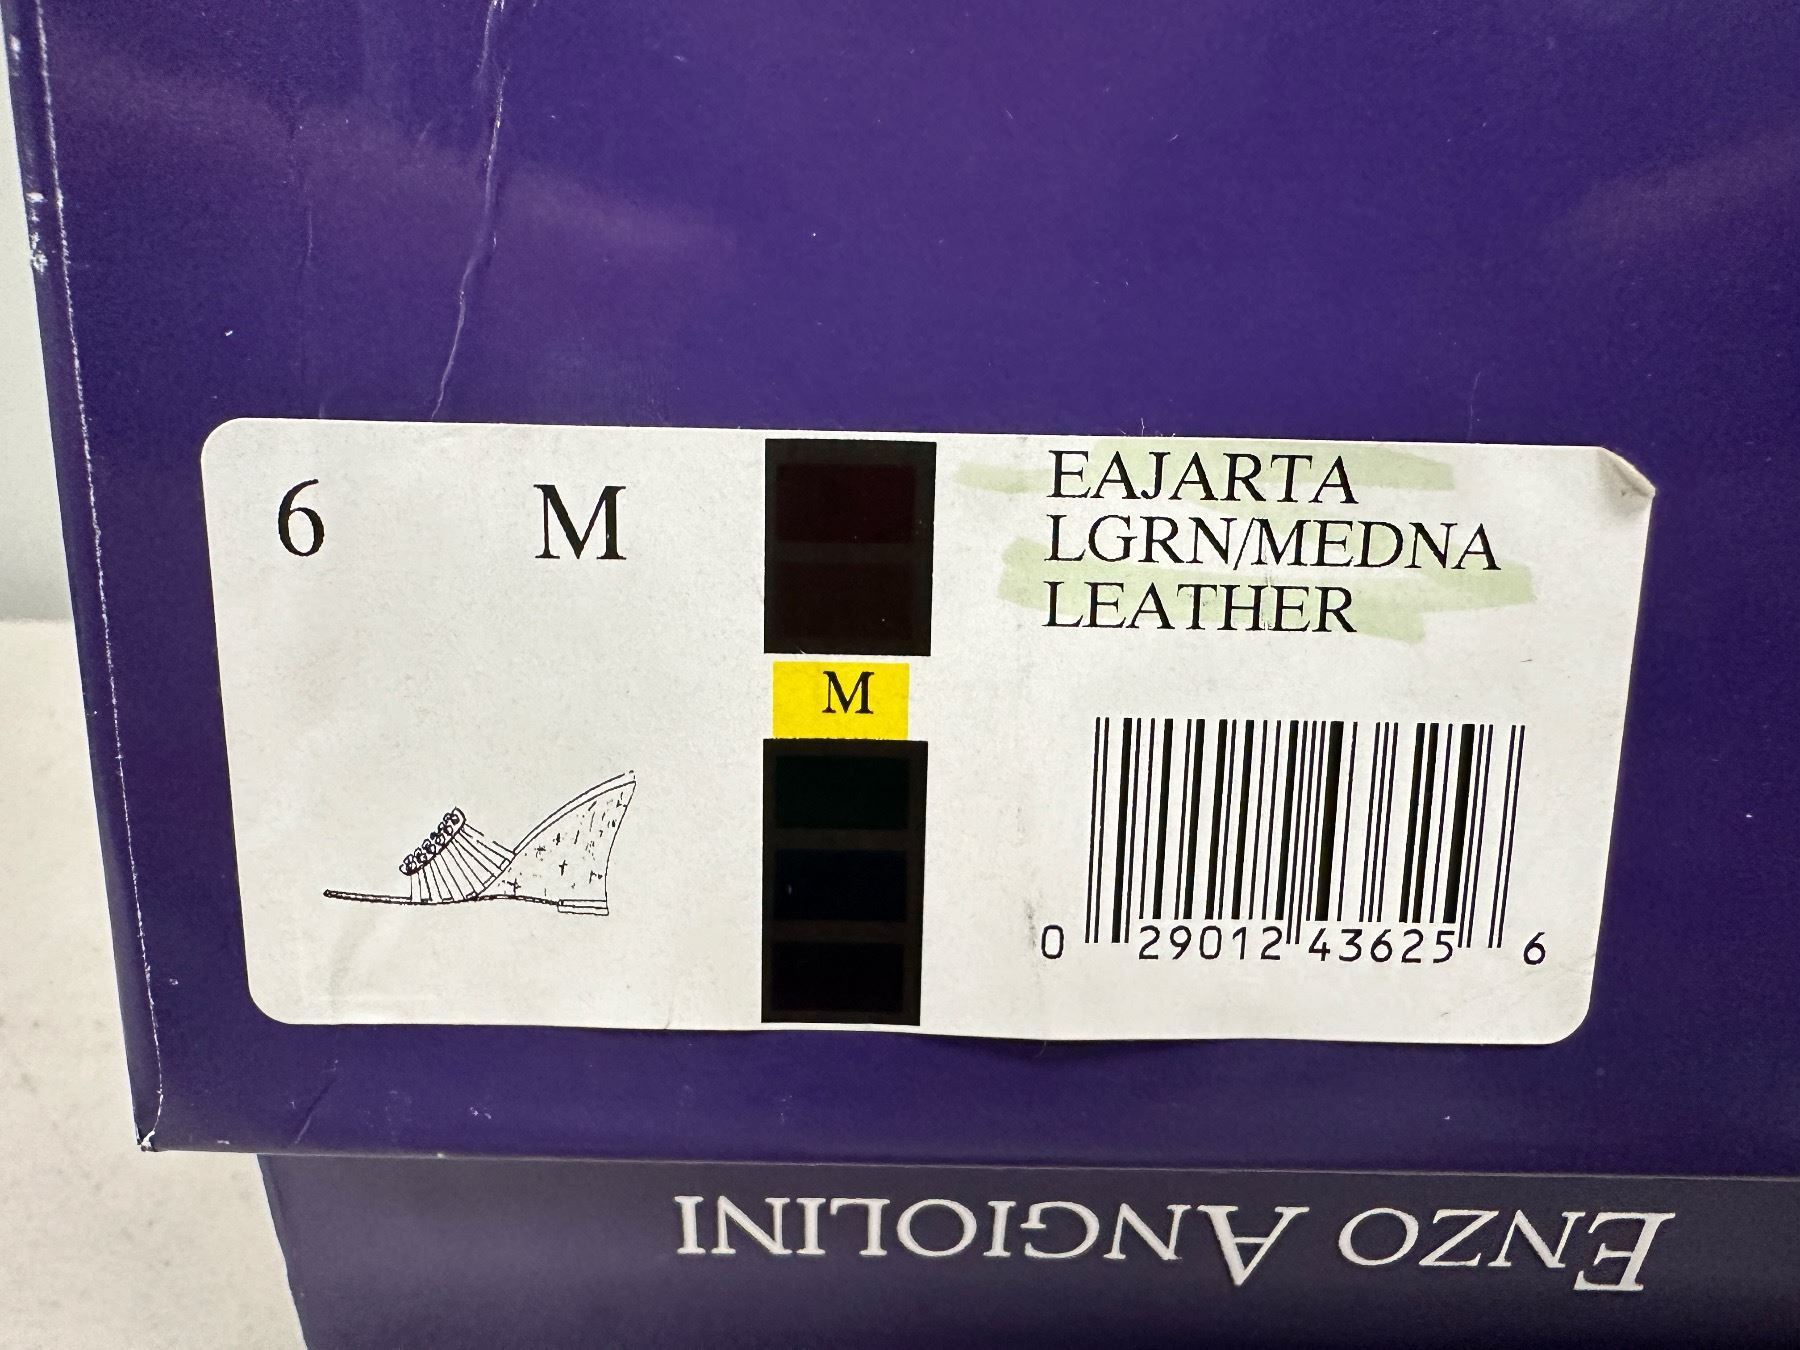 6 M
EAJARTA
LGRN/MEDNA
LEATHER
M
0 29012 43625 6
ENZO ANGIOLINI